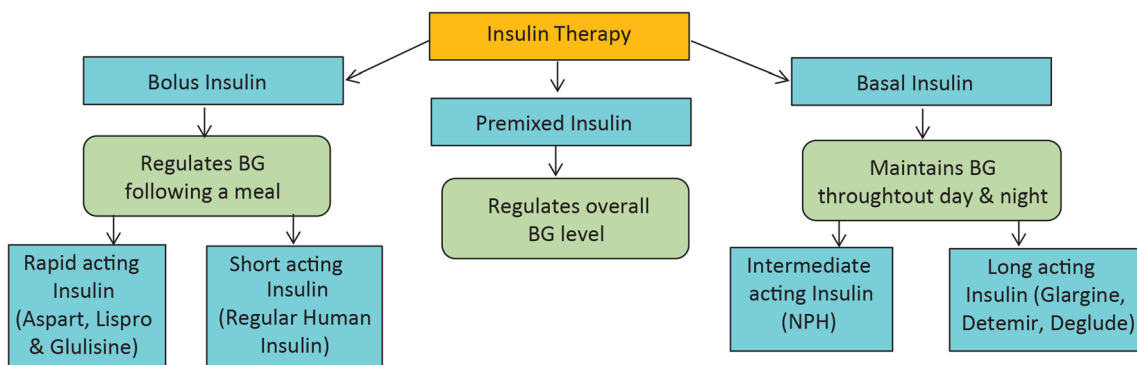 Insulin Therapy
Bolus Insulin
Premixed Insulin
Basal Insulin
Regulates BG
following a meal
Regulates overall
BG level
Maintains BG
throughtout day & night
Rapid acting
Insulin
(Aspart, Lispro
& Glulisine)
Short acting
Insulin
(Regular Human
Insulin)
Intermediate
acting Insulin
(NPH)
Long acting
Insulin (Glargine,
Detemir, Deglude)